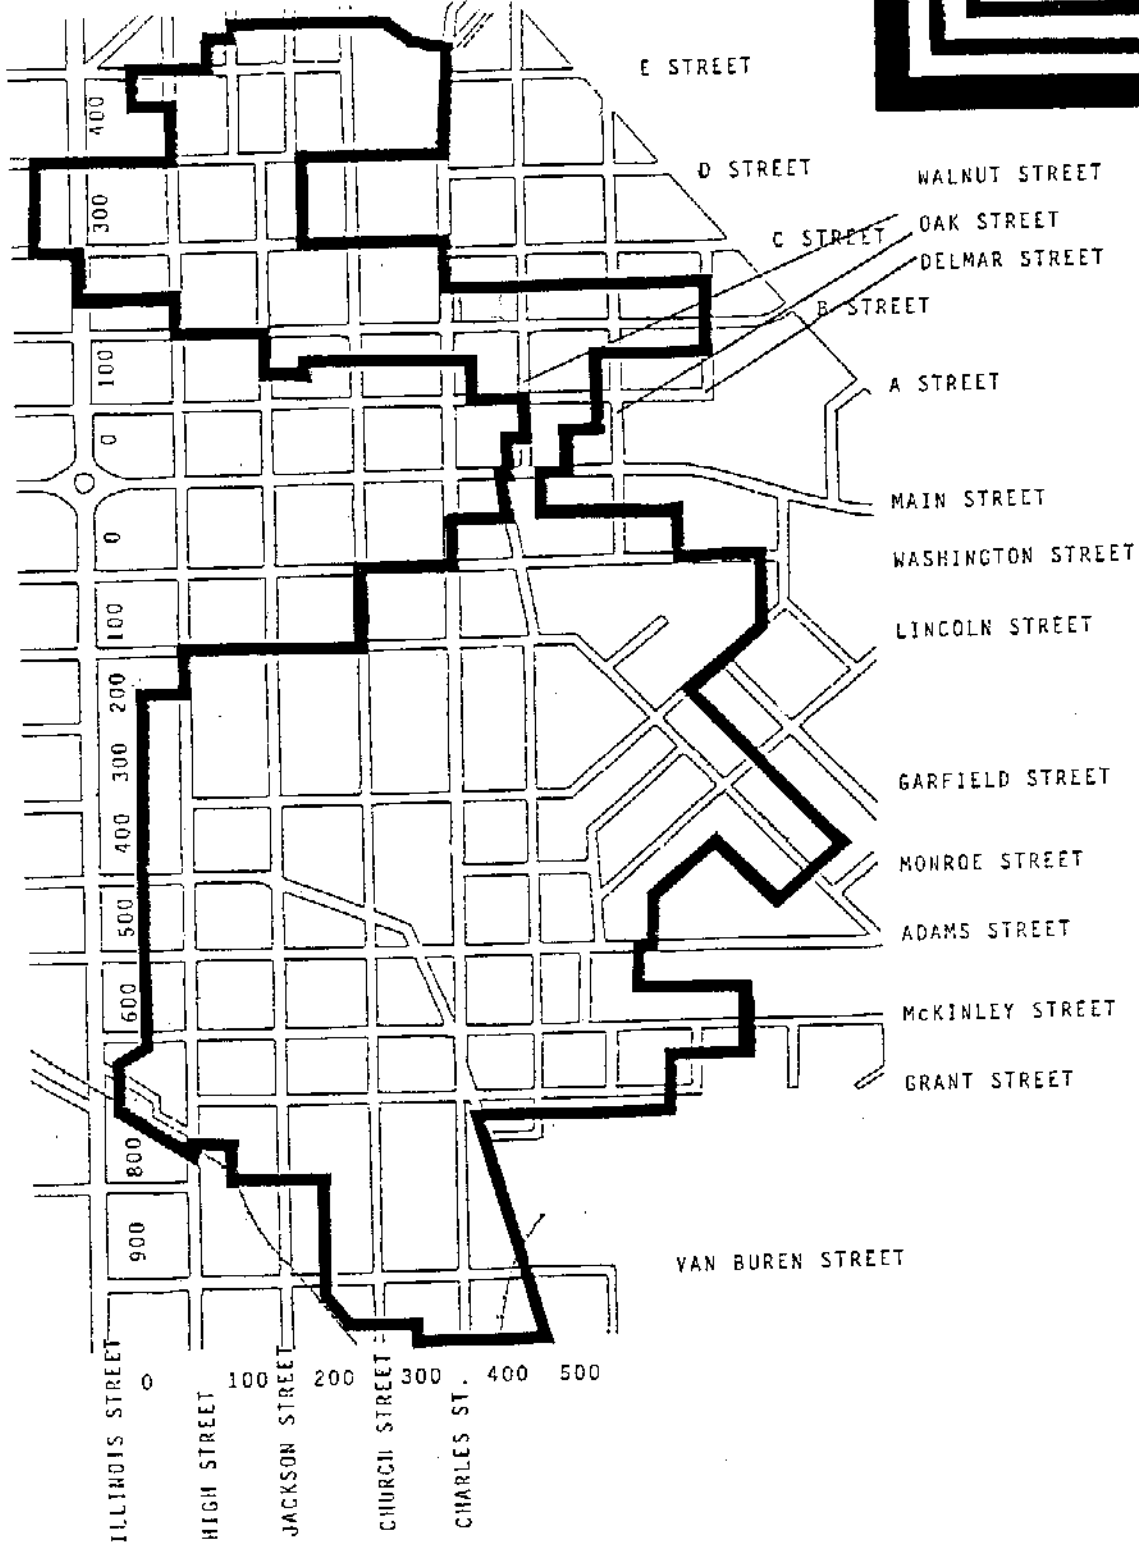 E STREET
400
D STREET
WALNUT STREET
300
OAK STREET
C STREET
DELMAR STREET
B STREET
100
A STREET
0
MAIN STREET
0
WASHINGTON STREET
100
LINCOLN STREET
200
300
GARFIELD STREET
400
MONROE STREET
500
ADAMS STREET
600
McKINLEY STREET
GRANT STREET
800
900
VAN BUREN STREET
0
100
200
300
400
500
ILLINOIS STREET
HIGH STREET
JACKSON STREET
CHURCH STREET
CHARLES ST.